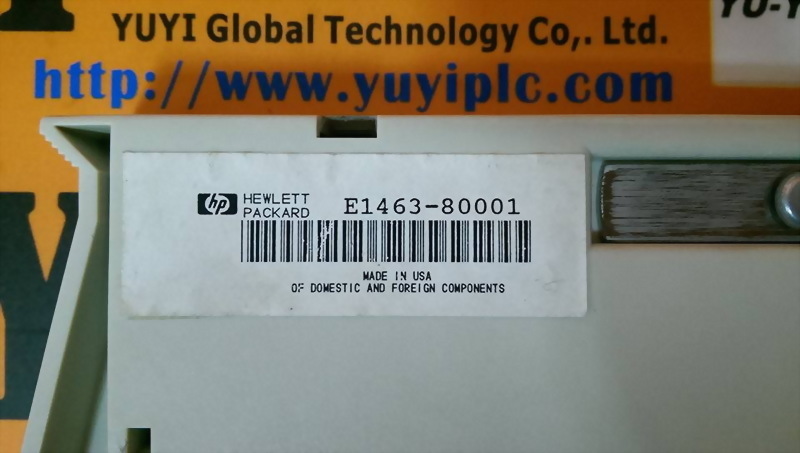 YUYI Global Technology Co,. Ltd.
http://www.yuyiplc.com
hp HEWLETT PACKARD E1463-80001
MADE IN USA
OF DOMESTIC AND FOREIGN COMPONENTS